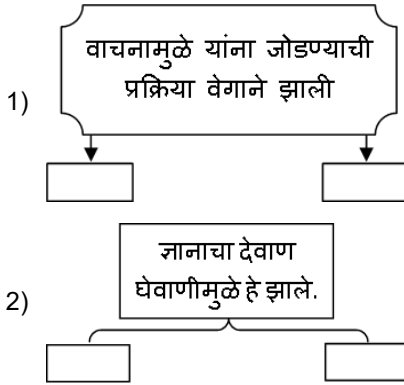 वाचनामुळे यांना जोडण्याची
प्रक्रिया वेगाने झाली
1)
ज्ञानाचा देवाण
घेवाणीमुळे हे झाले.
2)